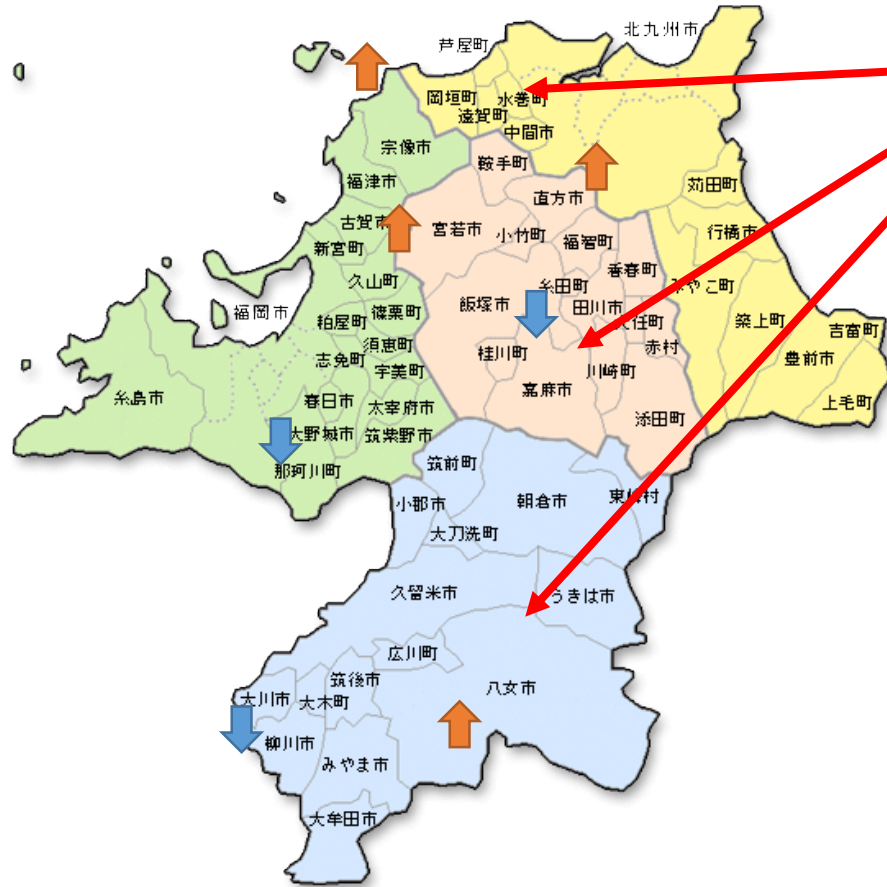 北九州市
芦屋町
岡垣町
水巻町
遠賀町
中間市
宗像市
鞍手町
福津市
直方市
苅田町
古賀市
宮若市
小竹町
福智町
行橋市
新宮町
香春町
久山町
糸田町
みやこ町
福岡市
飯塚市
田川市
篠栗町
粕屋町
大任町
築上町
吉富町
須恵町
赤村
志免町
桂川町
豊前市
宇美町
川崎町
嘉麻市
糸島市
春日市
太宰府市
上毛町
添田町
大野城市
筑紫野市
那珂川町
筑前町
朝倉市
東峰村
小郡市
大刀洗町
久留米市
うきは市
広川町
筑後市
八女市
大川市
大木町
柳川市
みやま市
大牟田市